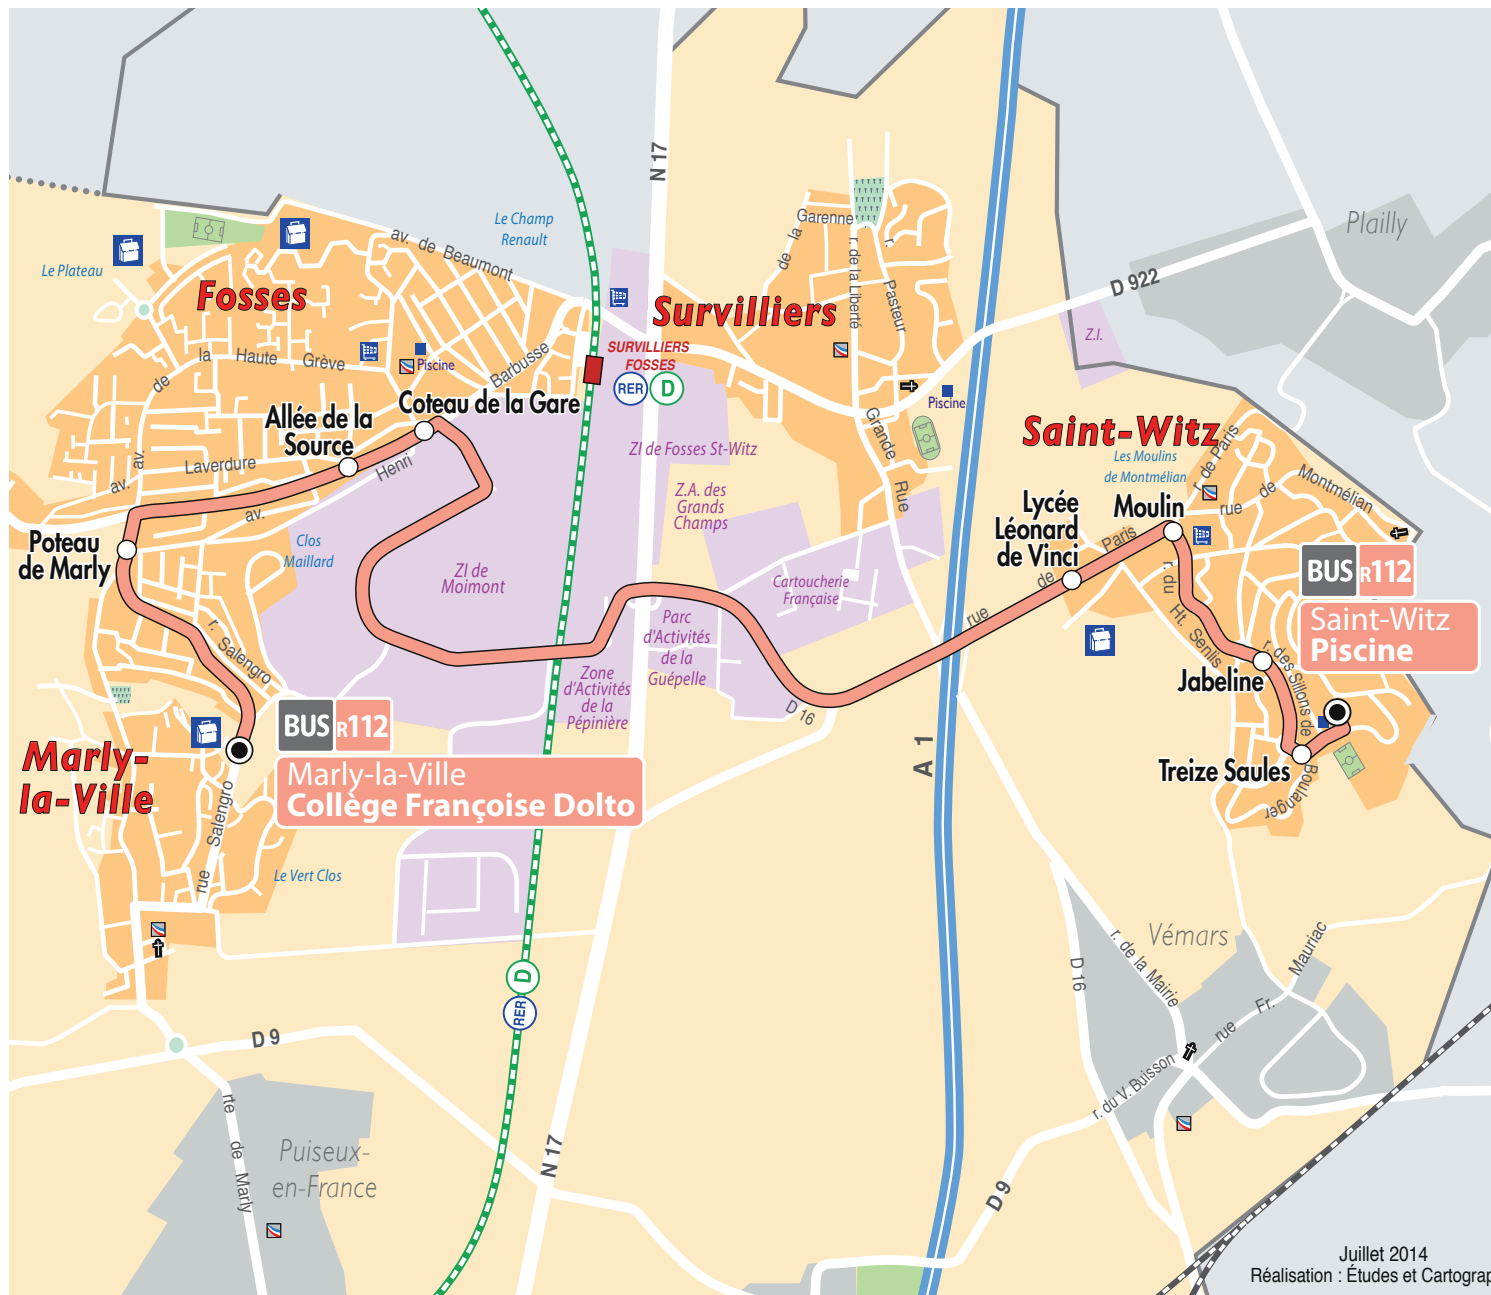 N 17
Le Champ
Renault
av. de Beaumont
Le Plateau
Fosses
la Haute Grève
Piscine
Barbusse
av. de
Allée de la
Source
Coteau de la Gare
av. Laverdure
av. Henri
Poteau
de Marly
Clos
Maillard
ZI de
Moimont
r. Salengro
SURVILLIERS
FOSSES
RER D
Survilliers
de la Garenne
r. de la Liberté
r. Pasteur
Grande Rue
Piscine
ZI de Fosses St-Witz
Z.A. des
Grands
Champs
Cartoucherie
Française
Parc
d'Activités
de la
Guépelle
Zone
d'Activités
de la
Pépinière
D 16
A 1
D 922
Z.I.
Plailly
Saint-Witz
Les Moulins
de Montmélian
r. de Paris
rue de Montmélian
Lycée
Léonard
de Vinci
Moulin
rue de Paris
r. du Ht. Senlis
r. des Sillons de
Boulanger
Jabeline
Treize Saules
BUS R112
Saint-Witz
Piscine
BUS R112
Marly-la-Ville
Collège Françoise Dolto
Marly-
la-Ville
rue Salengro
Le Vert Clos
D
RER
D 9
rte de Marly
Puiseux-
en-France
N 17
D 9
D 16
Vémars
r. de la Mairie
rue Fr. Mauriac
r. du V. Buisson
Juillet 2014
Réalisation : Études et Cartograp